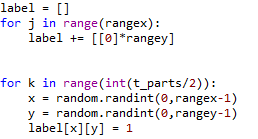 label = []
for j in range(rangex):
    label += [[0]*rangey]
for k in range(int(t_parts/2)):
    x = random.randint(0,rangex-1)
    y = random.randint(0,rangey-1)
    label[x][y] = 1